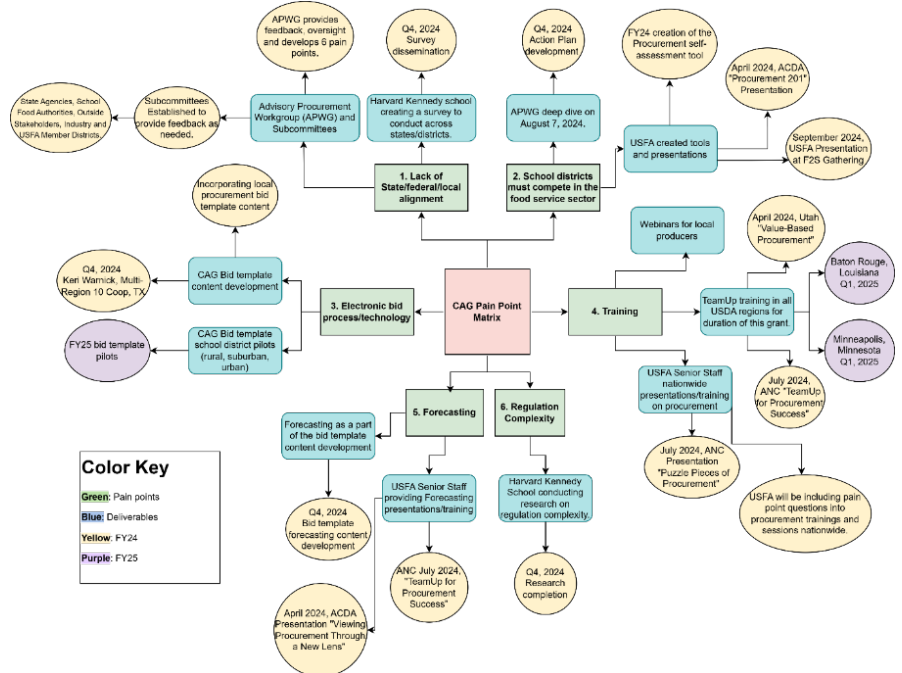 APWG provides
feedback, oversight
and develops 6 pain
points.
Q4, 2024
Survey
dissemination
Q4, 2024
Action Plan
development
FY24 creation of the
Procurement self-
assessment tool
April 2024, ACDA
"Procurement 201"
Presentation
State Agencies, School
Food Authorities, Outside
Stakeholders, Industry and
USFA Member Districts.
Subcommittees
Established to
provide feedback as
needed.
Advisory Procurement
Workgroup (APWG) and
Subcommittees
Harvard Kennedy school
creating a survey to
conduct across
states/districts.
APWG deep dive on
August 7, 2024.
USFA created tools
and presentations
September 2024,
USFA Presentation
at F2S Gathering
1. Lack of
State/federal/local
alignment
2. School districts
must compete in the
food service sector
Incorporating local
procurement bid
template content
Webinars for local
producers
April 2024, Utah
"Value-Based
Procurement"
Q4, 2024
Keri Warnick, Multi-
Region 10 Coop, TX
CAG Bid template
content development
Baton Rouge,
Louisiana
Q1, 2025
3. Electronic bid
process/technology
CAG Pain Point
Matrix
4. Training
TeamUp training in all
USDA regions for
duration of this grant.
FY25 bid template
pilots
CAG Bid template
school district pilots
(rural, suburban,
urban)
Minneapolis,
Minnesota
Q1, 2025
USFA Senior Staff
nationwide
presentations/training
on procurement
July 2024,
ANC "TeamUp
for Procurement
Success"
5. Forecasting
6. Regulation
Complexity
Forecasting as a part
of the bid template
content development
July 2024, ANC
Presentation
"Puzzle Pieces of
Procurement"
USFA will be including pain
point questions into
procurement trainings and
sessions nationwide.
Color Key
Green: Pain points
Blue: Deliverables
Yellow: FY24
Purple: FY25
USFA Senior Staff
providing Forecasting
presentations/training
Harvard Kennedy
School conducting
research on
regulation complexity.
Q4, 2024
Bid template
forecasting content
development
ANC July 2024,
"TeamUp for
Procurement
Success"
Q4, 2024
Research
completion
April 2024, ACDA
Presentation "Viewing
Procurement Through
a New Lens"